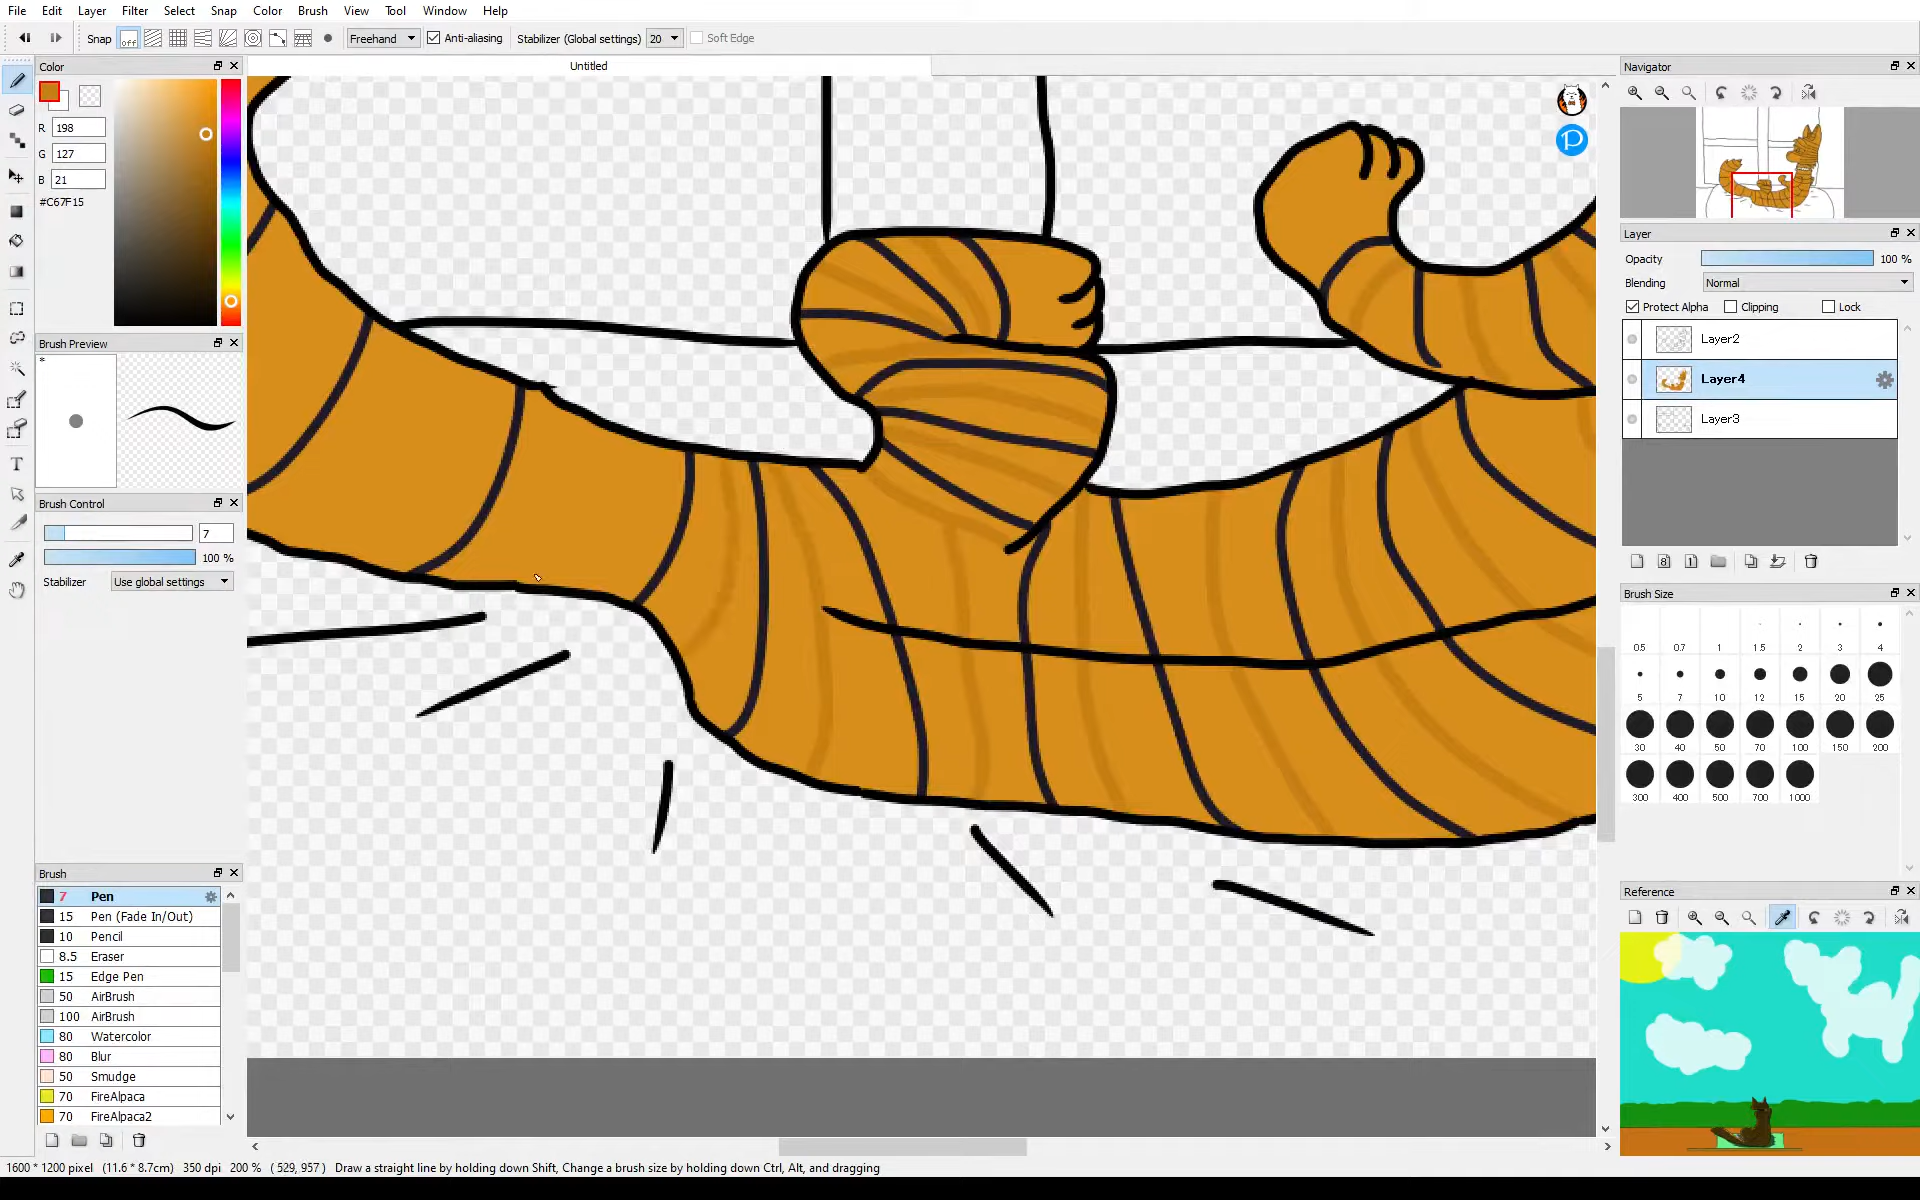 File Edit Layer Filter Select Snap Color Brush View Tool Window Help
Snap off Freehand Anti-aliasing Stabilizer (Global settings) 20 Soft Edge
Color
Untitled
Navigator
R 198
G 127
B 21
#C67F15
Layer
Opacity 100 %
Blending Normal
Protect Alpha Clipping Lock
Layer2
Layer4
Layer3
Brush Preview
*
Brush Control
7
100 %
Stabilizer Use global settings
Brush Size
0.5 0.7 1 1.5 2 3 4
5 7 10 12 15 20 25
30 40 50 70 100 150 200
300 400 500 700 1000
Brush
7 Pen
15 Pen (Fade In/Out)
10 Pencil
8.5 Eraser
15 Edge Pen
50 AirBrush
100 AirBrush
80 Watercolor
80 Blur
50 Smudge
70 FireAlpaca
70 FireAlpaca2
Reference
1600 * 1200 pixel (11.6 * 8.7cm) 350 dpi 200 % ( 529, 957 ) Draw a straight line by holding down Shift, Change a brush size by holding down Ctrl, Alt, and dragging